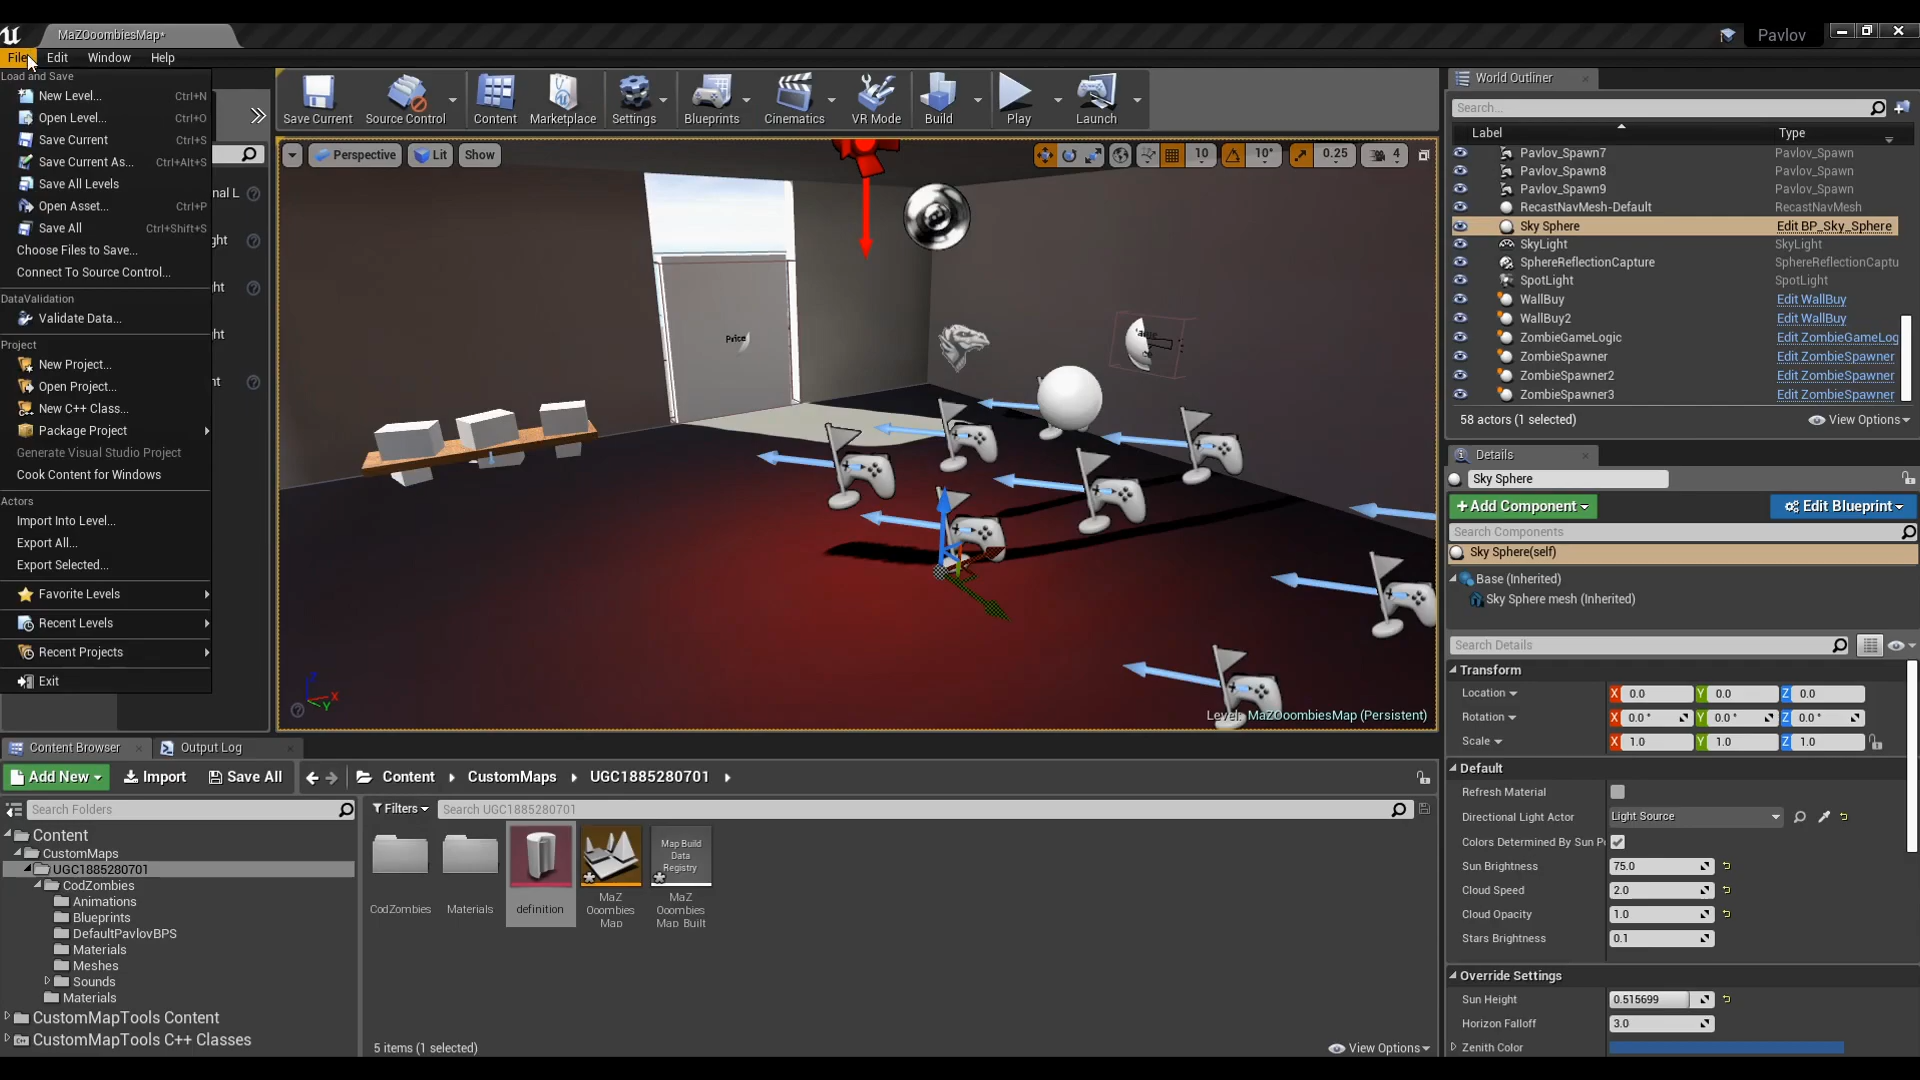 MaZOoombiesMap*
Pavlov
File Edit Window Help
Load and Save
New Level... Ctrl+N
Open Level... Ctrl+O
Save Current Ctrl+S
Save Current As... Ctrl+Alt+S
Save All Levels
Open Asset... Ctrl+P
Save All Ctrl+Shift+S
Choose Files to Save...
Connect To Source Control...
DataValidation
Validate Data...
Project
New Project...
Open Project...
New C++ Class...
Package Project
Generate Visual Studio Project
Cook Content for Windows
Actors
Import Into Level...
Export All...
Export Selected...
Favorite Levels
Recent Levels
Recent Projects
Exit
nal L
ght
ht
ght
nt
Save Current Source Control Content Marketplace Settings Blueprints Cinematics VR Mode Build Play Launch
Perspective Lit Show
10 10° 0.25 4
Price
Level: MaZOoombiesMap (Persistent)
World Outliner
Search...
Label Type
Pavlov_Spawn7 Pavlov_Spawn
Pavlov_Spawn8 Pavlov_Spawn
Pavlov_Spawn9 Pavlov_Spawn
RecastNavMesh-Default RecastNavMesh
Sky Sphere Edit BP_Sky_Sphere
SkyLight SkyLight
SphereReflectionCapture SphereReflectionCaptu
SpotLight SpotLight
WallBuy Edit WallBuy
WallBuy2 Edit WallBuy
ZombieGameLogic Edit ZombieGameLog
ZombieSpawner Edit ZombieSpawner
ZombieSpawner2 Edit ZombieSpawner
ZombieSpawner3 Edit ZombieSpawner
58 actors (1 selected) View Options
Details
Sky Sphere
+Add Component Edit Blueprint
Search Components
Sky Sphere(self)
Base (Inherited)
Sky Sphere mesh (Inherited)
Search Details
Transform
Location X 0.0 Y 0.0 Z 0.0
Rotation X 0.0 ° Y 0.0 ° Z 0.0 °
Scale X 1.0 Y 1.0 Z 1.0
Default
Refresh Material
Directional Light Actor Light Source
Colors Determined By Sun P
Sun Brightness 75.0
Cloud Speed 2.0
Cloud Opacity 1.0
Stars Brightness 0.1
Override Settings
Sun Height 0.515699
Horizon Falloff 3.0
Zenith Color
Content Browser Output Log
Add New Import Save All Content CustomMaps UGC1885280701
Search Folders
Filters Search UGC1885280701
Content
CustomMaps
UGC1885280701
CodZombies
Animations
Blueprints
DefaultPavlovBPS
Materials
Meshes
Sounds
Materials
CustomMapTools Content
CustomMapTools C++ Classes
Map Build
Data
Registry
CodZombies Materials definition
MaZ
Ooombies
Map
MaZ
Ooombies
Map_Built
5 items (1 selected) View Options